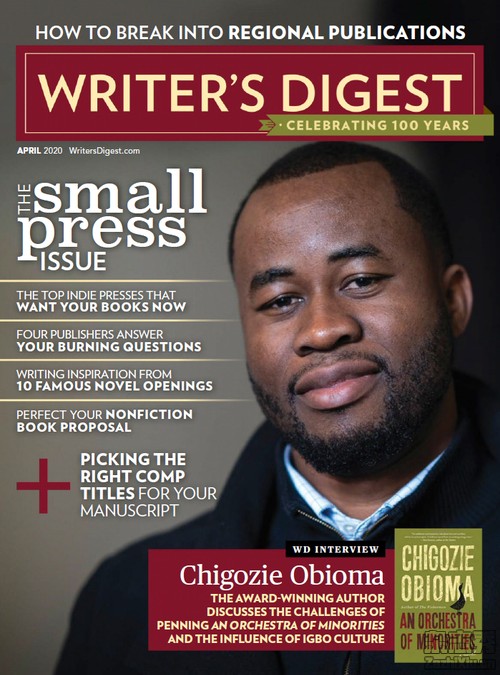 HOW TO BREAK INTO REGIONAL PUBLICATIONS
WRITER'S DIGEST
• CELEBRATING 100 YEARS
APRIL 2020 WritersDigest.com
THE small
press
ISSUE
THE TOP INDIE PRESSES THAT
WANT YOUR BOOKS NOW
FOUR PUBLISHERS ANSWER
YOUR BURNING QUESTIONS
WRITING INSPIRATION FROM
10 FAMOUS NOVEL OPENINGS
PERFECT YOUR NONFICTION
BOOK PROPOSAL
+ PICKING THE
RIGHT COMP
TITLES FOR YOUR
MANUSCRIPT
WD INTERVIEW
Chigozie Obioma
THE AWARD-WINNING AUTHOR
DISCUSSES THE CHALLENGES OF
PENNING AN ORCHESTRA OF MINORITIES
AND THE INFLUENCE OF IGBO CULTURE
CHIGOZIE
OBIOMA
AN ORCHESTRA
OF MINORITIES